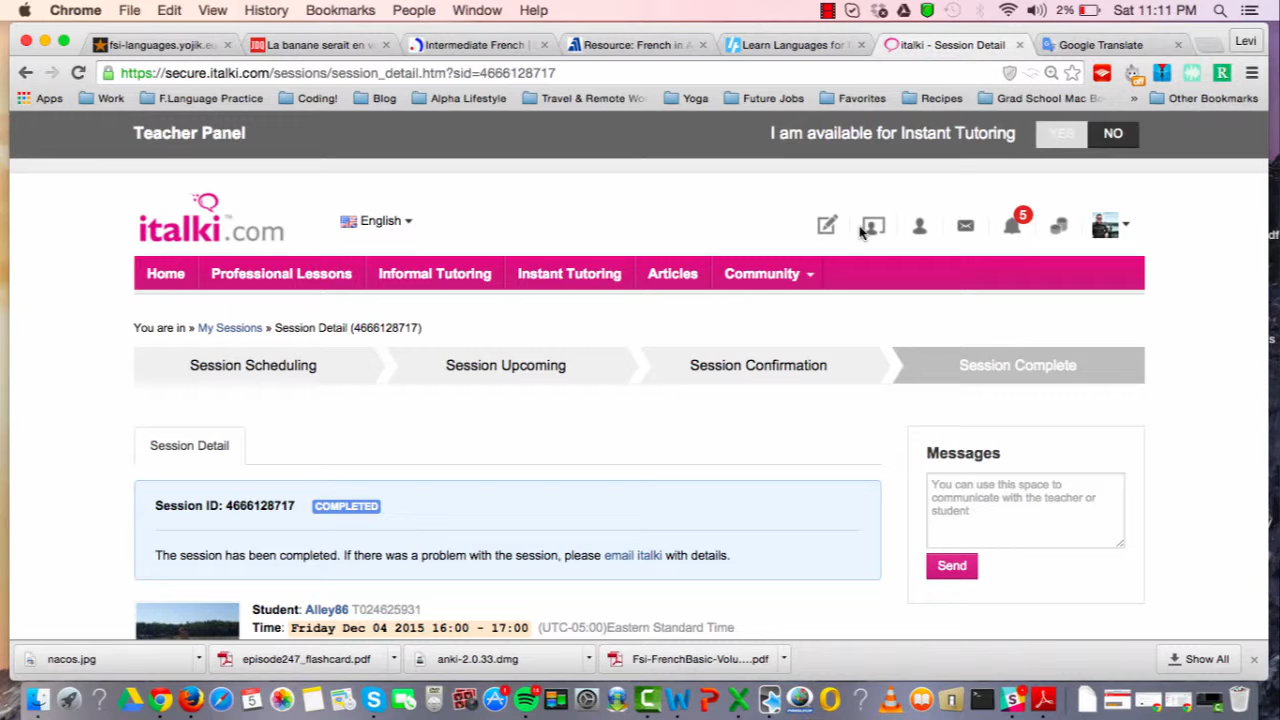 Chrome File Edit View History Bookmarks People Window Help 2% Sat 11:11 PM
fsi-languages.yojik.e La banane serait en v Intermediate French | Resource: French in A Learn Languages for italki - Session Detail Google Translate Levi
https://secure.italki.com/sessions/session_detail.htm?sid=4666128717
Apps Work F.Language Practice Coding! Blog Alpha Lifestyle Travel & Remote Wo Yoga Future Jobs Favorites Recipes Grad School Mac Bo » Other Bookmarks
Teacher Panel I am available for Instant Tutoring YES NO
italki.com English 5
Home Professional Lessons Informal Tutoring Instant Tutoring Articles Community
You are in » My Sessions » Session Detail (4666128717)
Session Scheduling Session Upcoming Session Confirmation Session Complete
Session Detail
Messages
You can use this space to
communicate with the teacher or
student
Send
Session ID: 4666128717 COMPLETED
The session has been completed. If there was a problem with the session, please email italki with details.
Student: Alley86 T024625931
Time: Friday Dec 04 2015 16:00 - 17:00 (UTC-05:00)Eastern Standard Time
nacos.jpg episode247_flashcard.pdf anki-2.0.33.dmg Fsi-FrenchBasic-Volu....pdf Show All